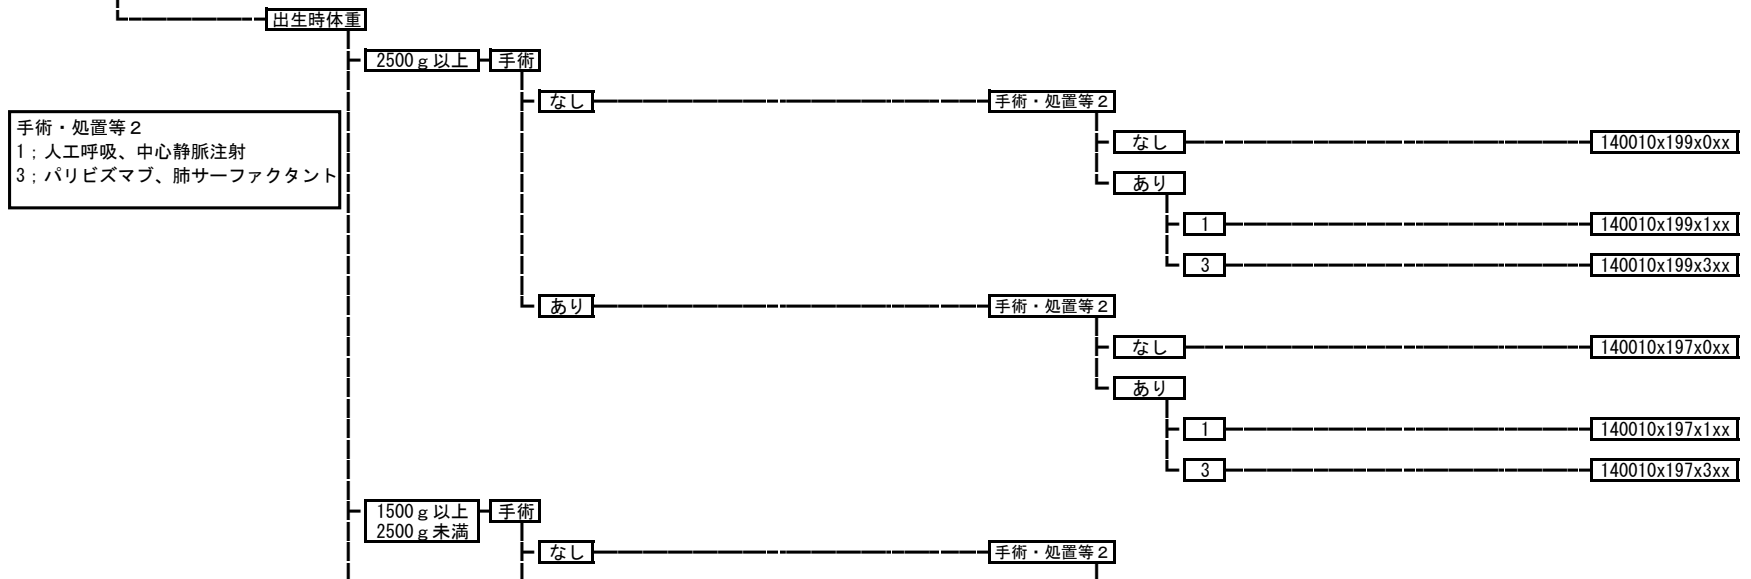 出生時体重
2500ｇ以上
手術
なし
手術・処置等２
手術・処置等２
1；人工呼吸、中心静脈注射
3；パリビズマブ、肺サーファクタント
なし
140010x199x0xx
あり
1
140010x199x1xx
3
140010x199x3xx
あり
手術・処置等２
なし
140010x197x0xx
あり
1
140010x197x1xx
3
140010x197x3xx
1500ｇ以上
2500ｇ未満
手術
なし
手術・処置等２